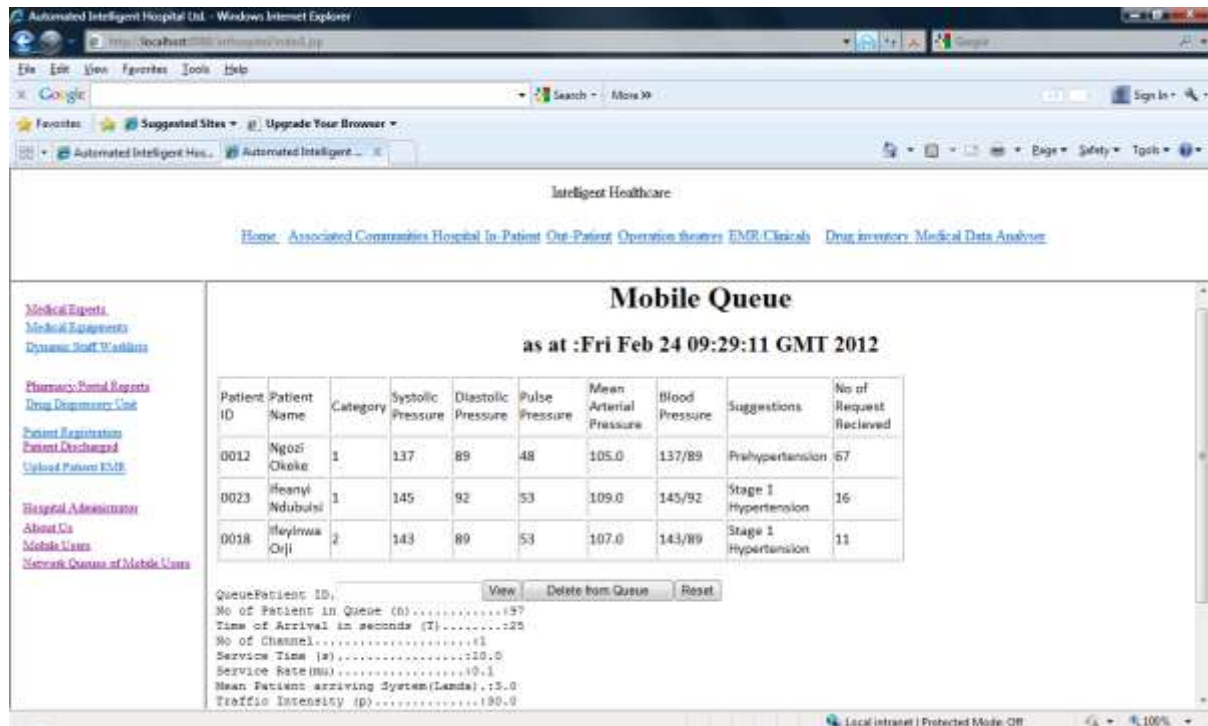 Automated Intelligent Hospital Ltd. - Windows Internet Explorer
File Edit View Favorites Tools Help
x Google Search More >> Sign In
Favorites Suggested Sites Upgrade Your Browser
Automated Intelligent Hos... Automated Intelligent ... x Page Safety Tools
Intelligent Healthcare
Home Associated Communities Hospital In-Patient Out-Patient Operation theatres EMR/Clinicals Drug inventory Medical Data Analyser
Medical Experts
Medical Equipments
Dynamic Staff Worklists
Pharmacy Portal Reports
Drug Dispensory Unit
Patient Registration
Patient Discharged
Upload Patient EMR
Hospital Administrator
About Us
Mobile Users
Network Queues of Mobile Users
Mobile Queue
as at :Fri Feb 24 09:29:11 GMT 2012
Patient ID Patient Name Category Systolic Pressure Diastolic Pressure Pulse Pressure Mean Arterial Pressure Blood Pressure Suggestions No of Request Recieved
0012 Ngozi Okoke 1 137 89 48 105.0 137/89 Prehypertension 67
0023 Ifeanyi Ndubuisi 1 145 92 53 109.0 145/92 Stage 1 Hypertension 16
0018 Ifeyinwa Orji 2 143 89 53 107.0 143/89 Stage 1 Hypertension 11
QueuePatient ID. View Delete from Queue Reset
No of Patient in Queue (n)............:97
Time of Arrival in seconds (T)........:25
No of Channel......................:1
Service Time (s)..................:10.0
Service Rate(mu)..................:0.1
Mean Patient arriving System(Lamda).:3.0
Traffic Intensity (p)................:
Local intranet | Protected Mode: Off 100%